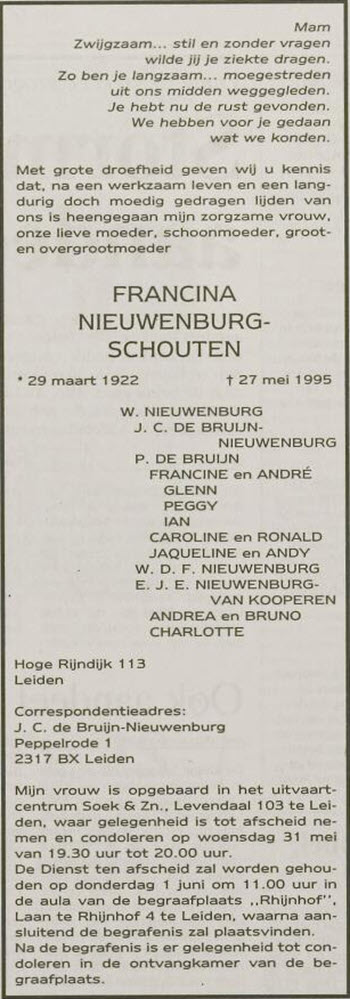 Mam
Zwijgzaam... stil en zonder vragen
wilde jij je ziekte dragen.
Zo ben je langzaam... moegestreden
uit ons midden weggegleden.
Je hebt nu de rust gevonden.
We hebben voor je gedaan
wat we konden.
Met grote droefheid geven wij u kennis
dat, na een werkzaam leven en een lang-
durig doch moedig gedragen lijden van
ons is heengegaan mijn zorgzame vrouw,
onze lieve moeder, schoonmoeder, groot-
en overgrootmoeder
FRANCINA
NIEUWENBURG-
SCHOUTEN
* 29 maart 1922 † 27 mei 1995
W. NIEUWENBURG
J. C. DE BRUIJN-
NIEUWENBURG
P. DE BRUIJN
FRANCINE en ANDRÉ
GLENN
PEGGY
IAN
CAROLINE en RONALD
JAQUELINE en ANDY
W. D. F. NIEUWENBURG
E. J. E. NIEUWENBURG-
VAN KOOPEREN
ANDREA en BRUNO
CHARLOTTE
Hoge Rijndijk 113
Leiden
Correspondentieadres:
J. C. de Bruijn-Nieuwenburg
Peppelrode 1
2317 BX Leiden
Mijn vrouw is opgebaard in het uitvaart-
centrum Soek & Zn., Levendaal 103 te Lei-
den, waar gelegenheid is tot afscheid ne-
men en condoleren op woensdag 31 mei
van 19.30 uur tot 20.00 uur.
De Dienst ten afscheid zal worden gehou-
den op donderdag 1 juni om 11.00 uur in
de aula van de begraafplaats ,,Rhijnhof'',
Laan te Rhijnhof 4 te Leiden, waarna aan-
sluitend de begrafenis zal plaatsvinden.
Na de begrafenis is er gelegenheid tot con-
doleren in de ontvangkamer van de be-
graafplaats.